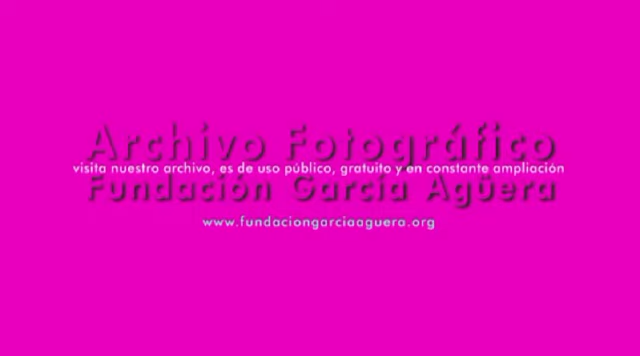 Archivo Fotográfico
visita nuestro archivo, es de uso público, gratuito y en constante ampliación
Fundación García Agüera
www.fundaciongarciaaguera.org